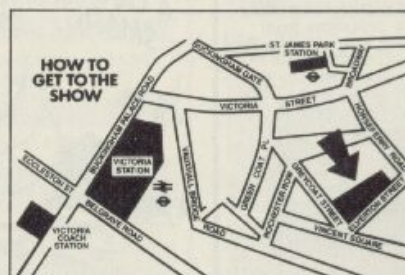 HOW TO
GET TO THE
SHOW
ST. JAMES PARK
STATION
BUCKINGHAM GATE
BROADWAY
BUCKINGHAM PALACE ROAD
VICTORIA STREET
HORSEFERRY ROAD
ECCLESTON ST
VICTORIA
STATION
VAUXHALL BRIDGE
ROAD
GREEN COAT PL
ROCHESTER ROW
GREYCOAT STREET
ELVERTON STREET
BELGRAVE ROAD
VINCENT SQUARE
VICTORIA
COACH
STATION